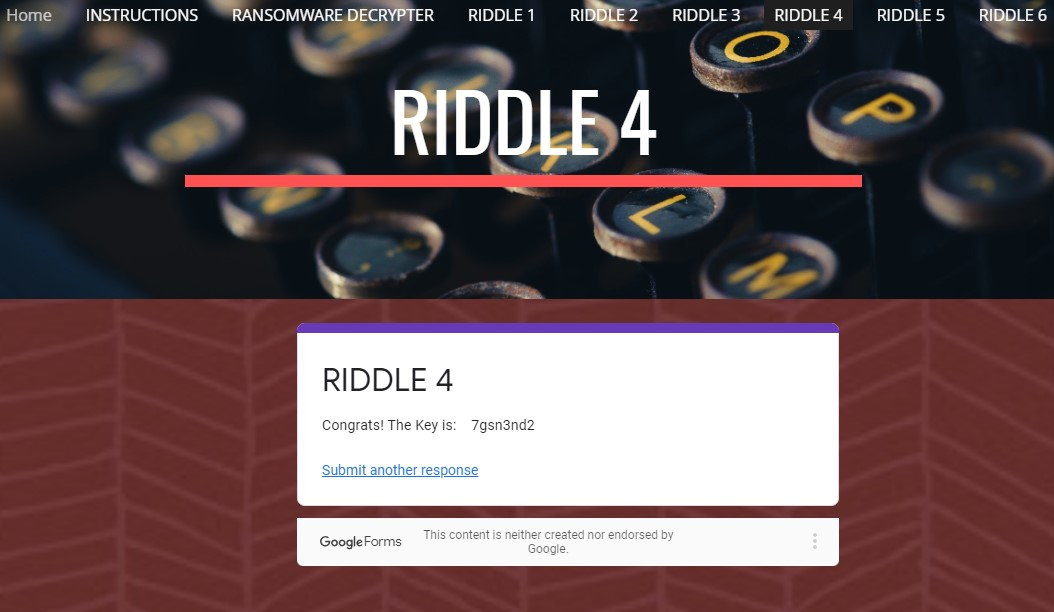 Home INSTRUCTIONS RANSOMWARE DECRYPTER RIDDLE 1 RIDDLE 2 RIDDLE 3 RIDDLE 4 RIDDLE 5 RIDDLE 6
O
P
RIDDLE 4
K
N
L
M
RIDDLE 4
Congrats! The Key is: 7gsn3nd2
Submit another response
Google Forms
This content is neither created nor endorsed by
Google.